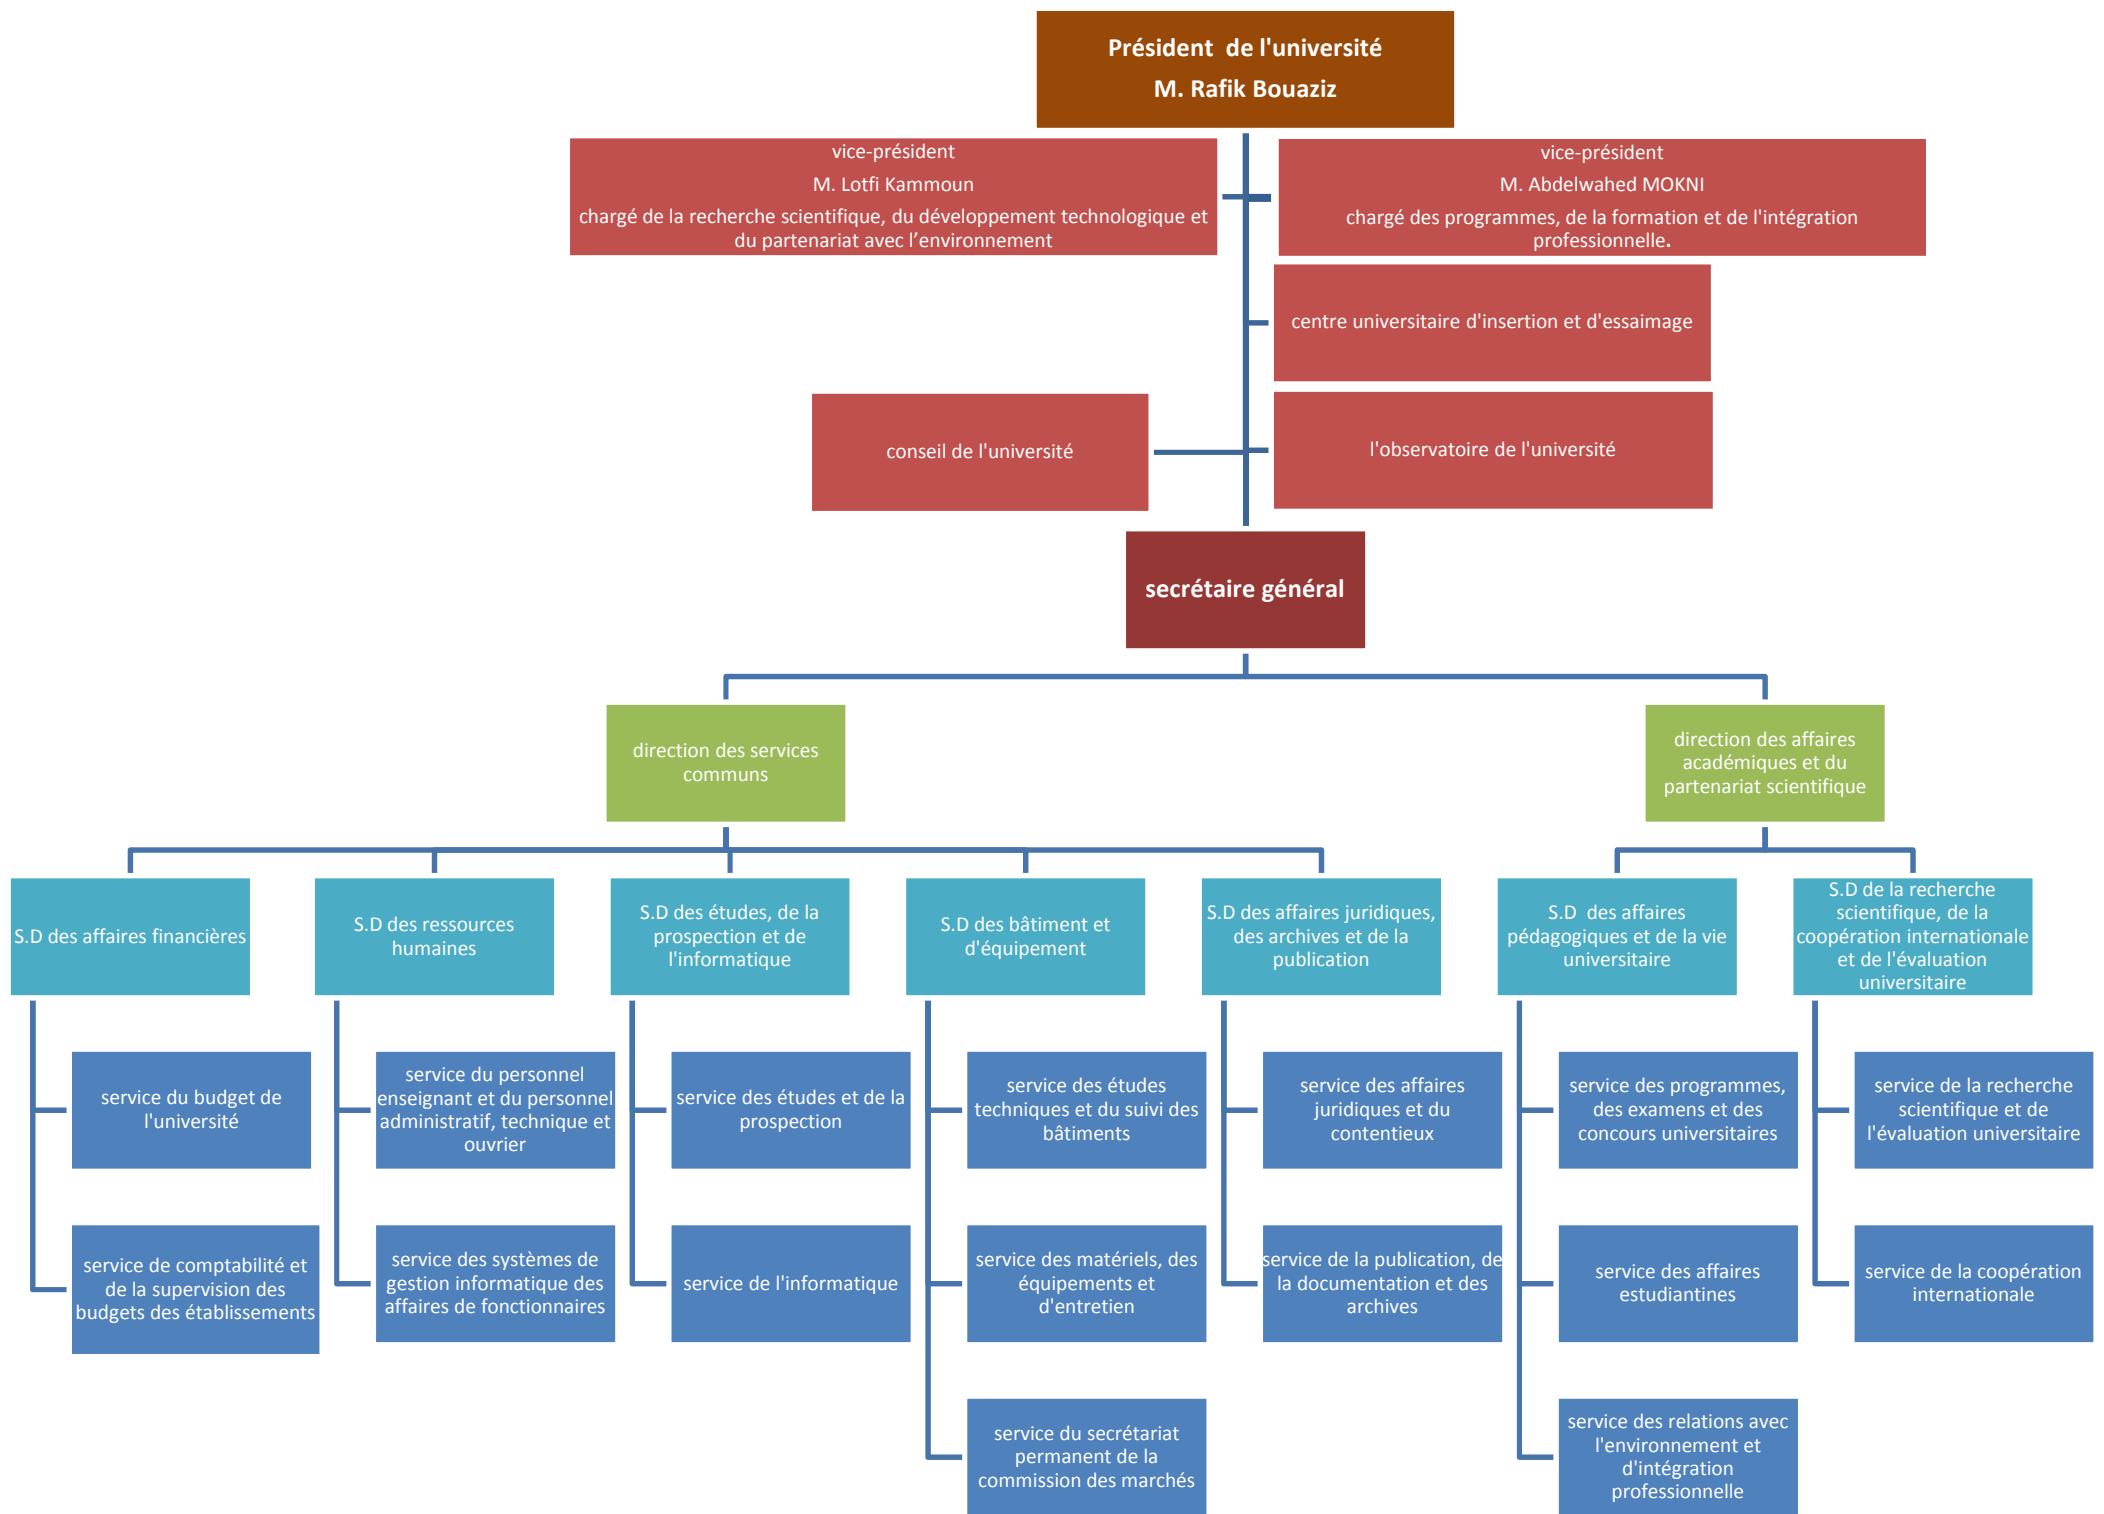 Président  de l'université
M. Rafik Bouaziz
vice-président
M. Lotfi Kammoun
chargé de la recherche scientifique, du développement technologique et
du partenariat avec l’environnement
vice-président
M. Abdelwahed MOKNI
chargé des programmes, de la formation et de l'intégration
professionnelle.
centre universitaire d'insertion et d'essaimage
conseil de l'université
l'observatoire de l'université
secrétaire général
direction des services
communs
direction des affaires
académiques et du
partenariat scientifique
S.D des affaires financières
S.D des ressources
humaines
S.D des études, de la
prospection et de
l'informatique
S.D des bâtiment et
d'équipement
S.D des affaires juridiques,
des archives et de la
publication
S.D  des affaires
pédagogiques et de la vie
universitaire
S.D de la recherche
scientifique, de la
coopération internationale
et de l'évaluation
universitaire
service du budget de
l'université
service du personnel
enseignant et du personnel
administratif, technique et
ouvrier
service des études et de la
prospection
service des études
techniques et du suivi des
bâtiments
service des affaires
juridiques et du
contentieux
service des programmes,
des examens et des
concours universitaires
service de la recherche
scientifique et de
l'évaluation universitaire
service de comptabilité et
de la supervision des
budgets des établissements
service des systèmes de
gestion informatique des
affaires de fonctionnaires
service de l'informatique
service des matériels, des
équipements et
d'entretien
service de la publication, de
la documentation et des
archives
service des affaires
estudiantines
service de la coopération
internationale
service du secrétariat
permanent de la
commission des marchés
service des relations avec
l'environnement et
d'intégration
professionnelle